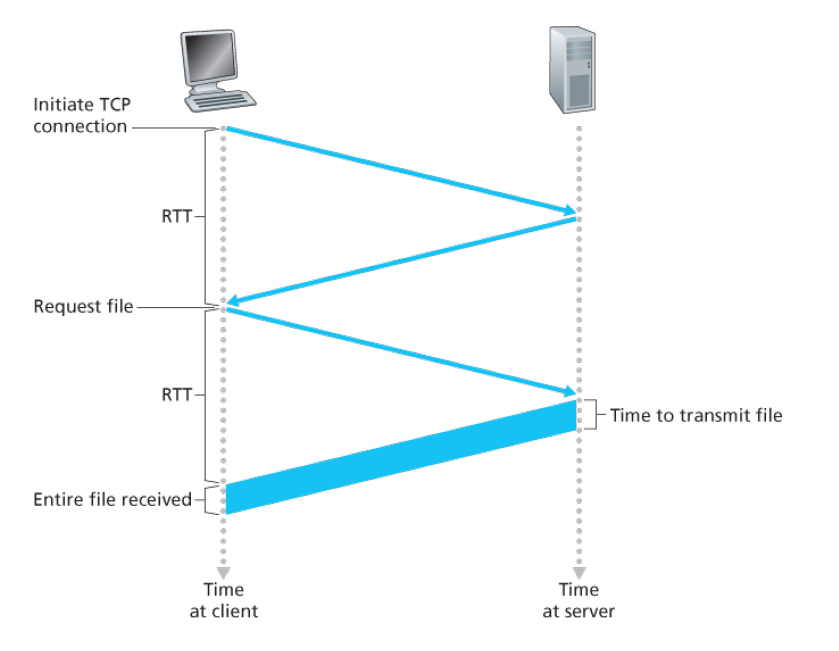 Initiate TCP
connection
RTT
Request file
RTT
Time to transmit file
Entire file received
Time
at client
Time
at server